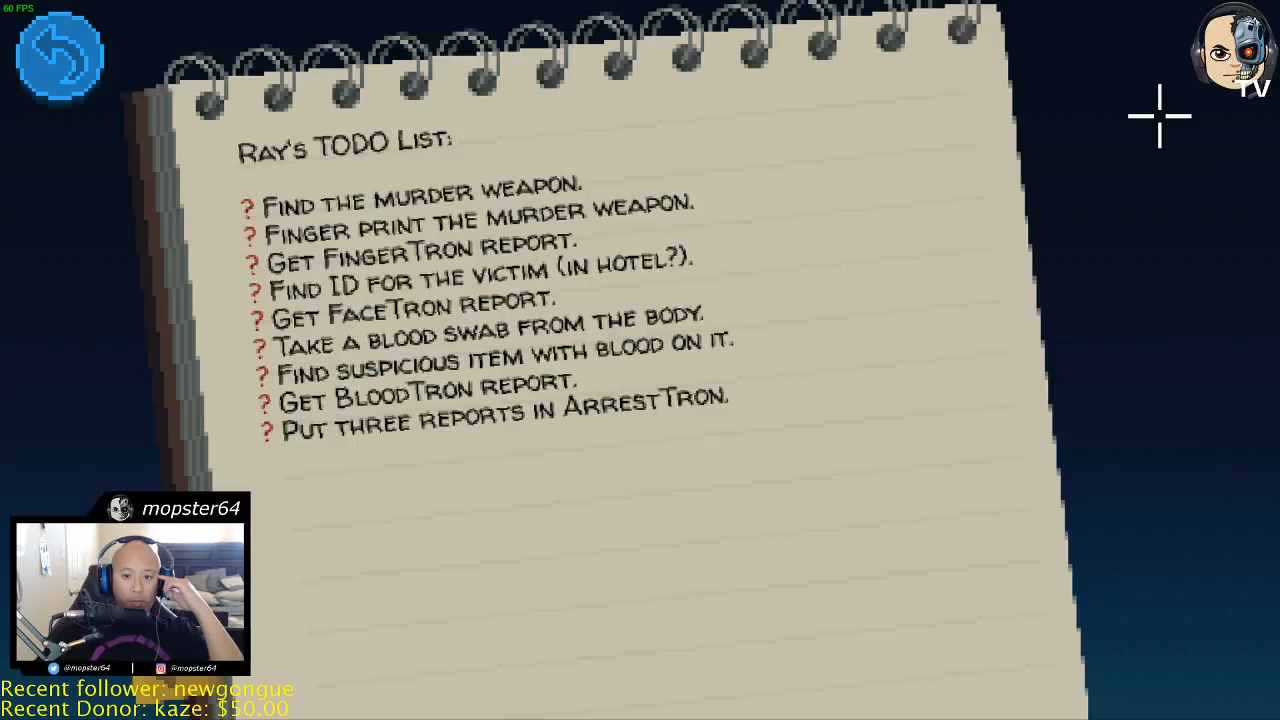 60 FPS
TV
Ray's TODO List:
? Find the murder weapon.
? Finger print the murder weapon.
? Get FingerTron report.
? Find ID for the victim (in hotel?).
? Get FaceTron report.
? Take a blood swab from the body.
? Find suspicious item with blood on it.
? Get BloodTron report.
? Put three reports in ArrestTron.
mopster64
@mopster64 | @mopster64
Recent follower: newgongue
Recent Donor: kaze: $50.00